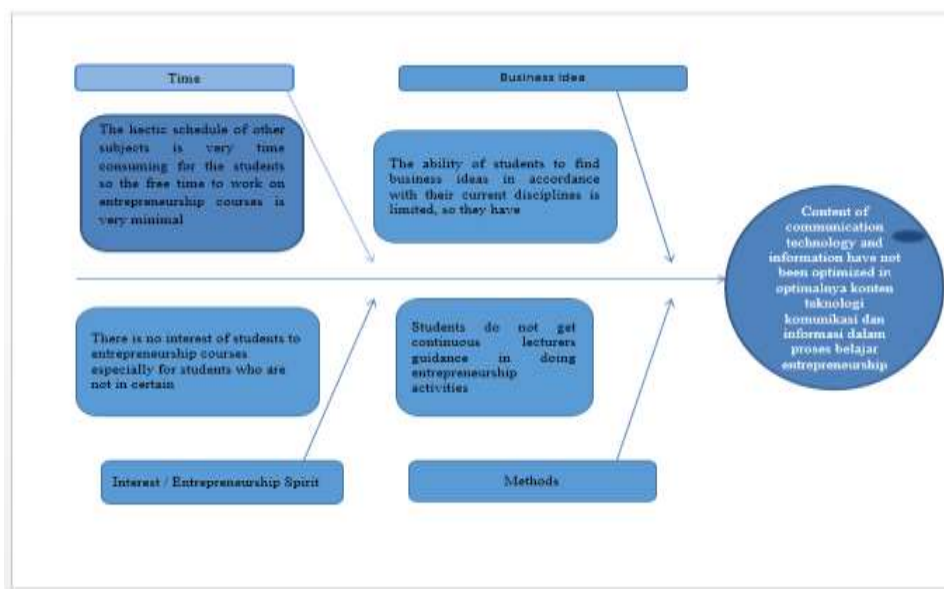 Time
Business Idea
The hectic schedule of other
subjects is very time
consuming for the students
so the free time to work on
entrepreneurship courses is
very minimal
The ability of students to find
business ideas in accordance
with their current disciplines is
limited, so they have
Content of
communication
technology and
information have not
been optimized in
optimalnya konten
teknologi
komunikasi dan
informasi dalam
proses belajar
entrepreneurship
There is no interest of students to
entrepreneurship courses
especially for students who are
not in certain
Students do not get
continuous lecturers
guidance in doing
entrepreneurship
activities
Interest / Entrepreneurship Spirit
Methods